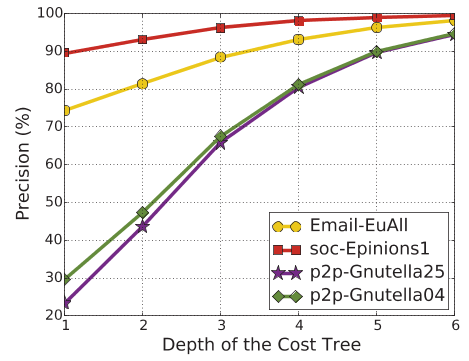 100
90
80
70
60
50
40
30
20
Precision (%)
1 2 3 4 5 6
Depth of the Cost Tree
Email-EuAll
soc-Epinions1
p2p-Gnutella25
p2p-Gnutella04